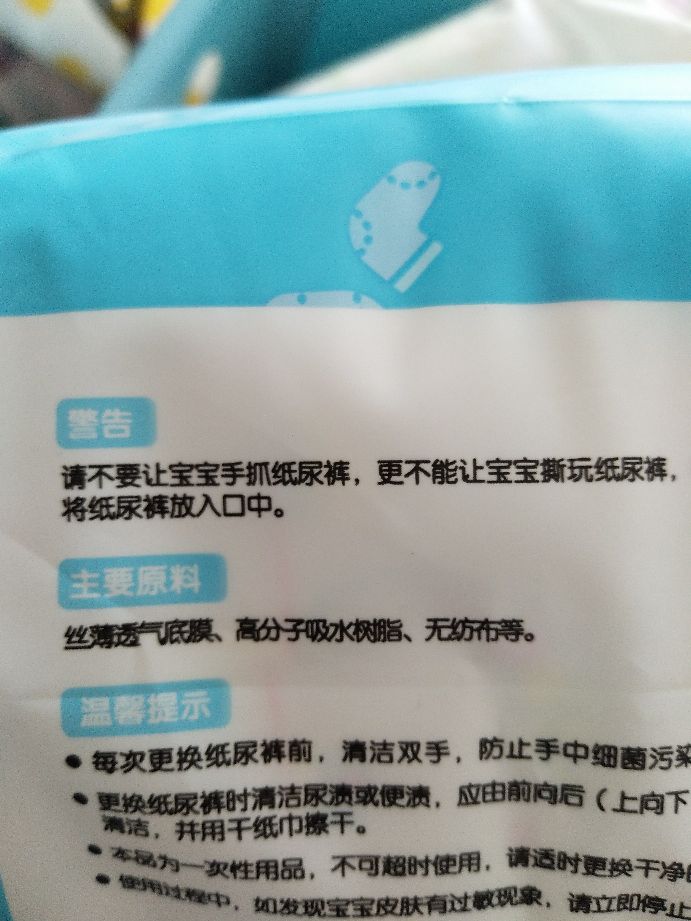 警告
请不要让宝宝手抓纸尿裤，更不能让宝宝撕玩纸尿裤，
将纸尿裤放入口中。
主要原料
丝薄透气底膜、高分子吸水树脂、无纺布等。
温馨提示
• 每次更换纸尿裤前，清洁双手，防止手中细菌污染
• 更换纸尿裤时清洁尿渍或便渍，应由前向后（上向下
清洁，并用干纸巾擦干。
• 本品为一次性用品，不可超时使用，请适时更换干净的
• 使用过程中，如发现宝宝皮肤有过敏现象，请立即停止